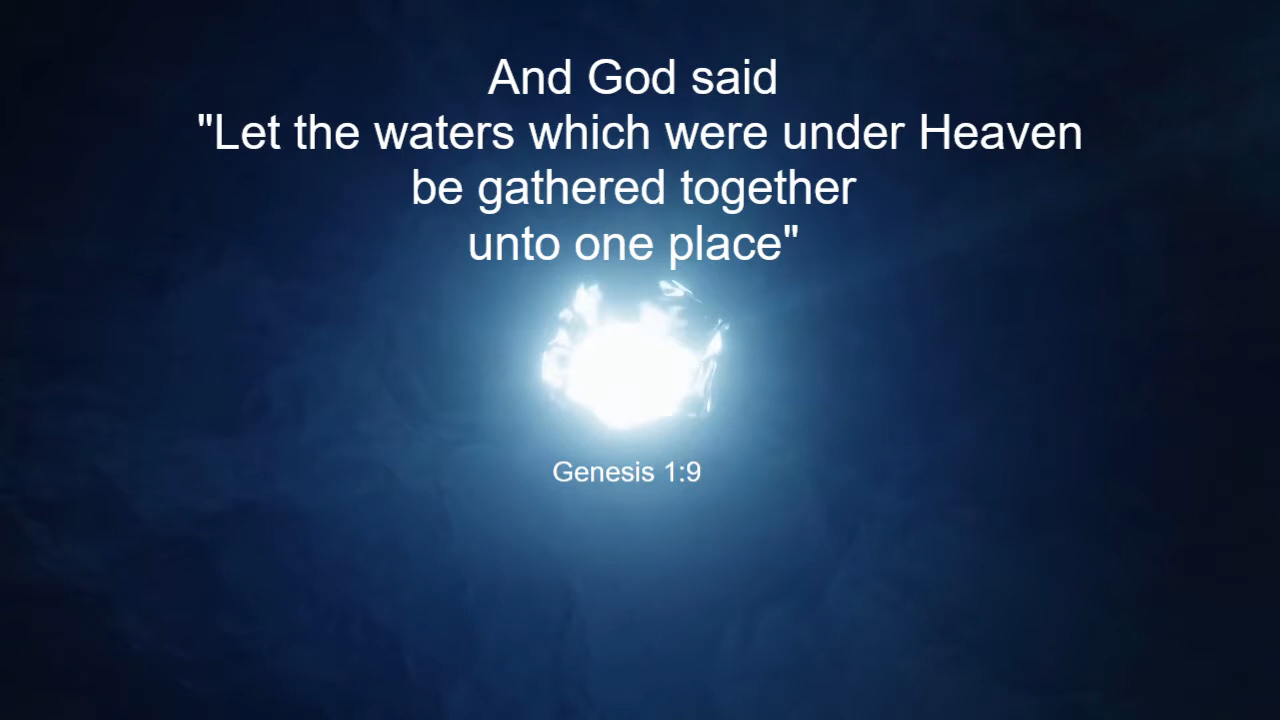 And God said
"Let the waters which were under Heaven
be gathered together
unto one place"
Genesis 1:9